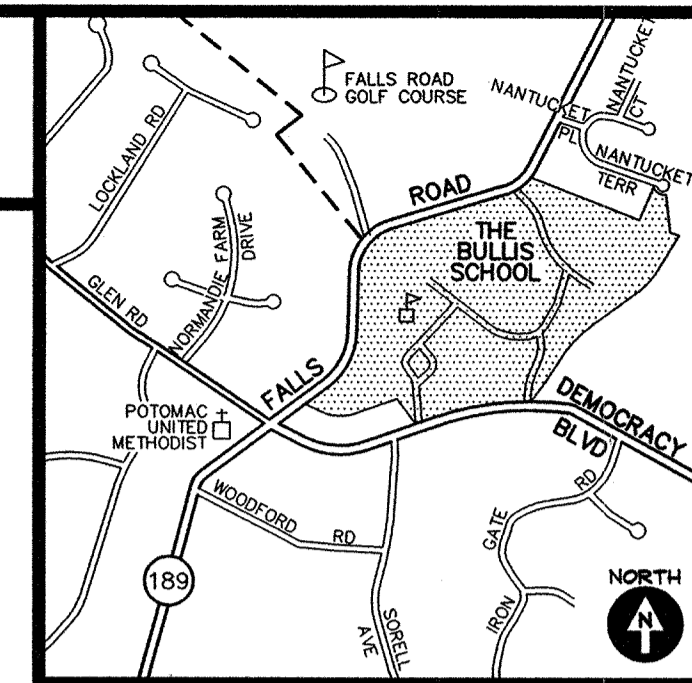 FALLS ROAD
GOLF COURSE
NANTUCKET
CT
NANTUCKET
PL
NANTUCKET
TERR
LOCKLAND RD
ROAD
THE
BULLIS
SCHOOL
NORMANDIE FARM
DRIVE
GLEN RD
FALLS
POTOMAC
UNITED
METHODIST
DEMOCRACY
BLVD
WOODFORD RD
GATE RD
IRON
189
SORELL
AVE
NORTH
N